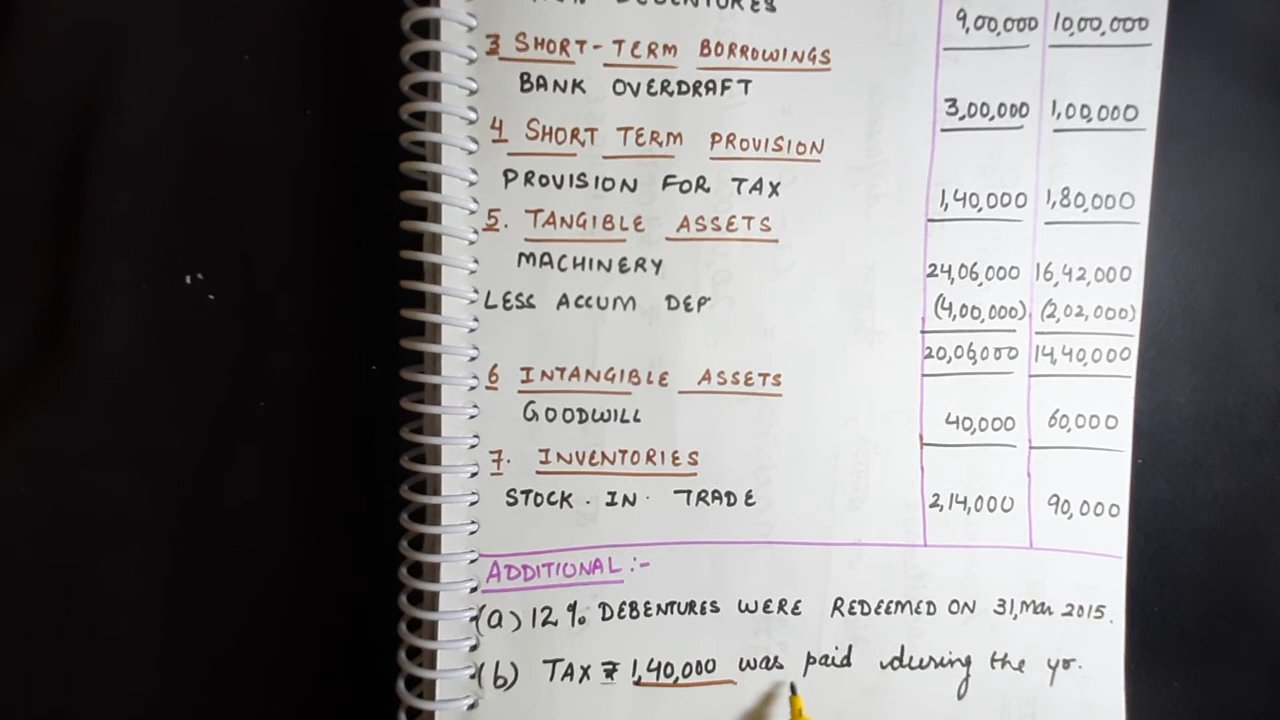 DEBENTURES 9,00,000 10,00,000
3 SHORT-TERM BORROWINGS
BANK OVERDRAFT 3,00,000 1,00,000
4 SHORT TERM PROVISION
PROVISION FOR TAX 1,40,000 1,80,000
5. TANGIBLE ASSETS
MACHINERY 24,06,000 16,42,000
LESS ACCUM DEP. (4,00,000) (2,02,000)
20,06,000 14,40,000
6 INTANGIBLE ASSETS
GOODWILL 40,000 60,000
7. INVENTORIES
STOCK. IN. TRADE 2,14,000 90,000
ADDITIONAL :-
(a) 12% DEBENTURES WERE REDEEMED ON 31, Mar 2015.
(b) TAX ₹ 1,40,000 was paid during the yr.